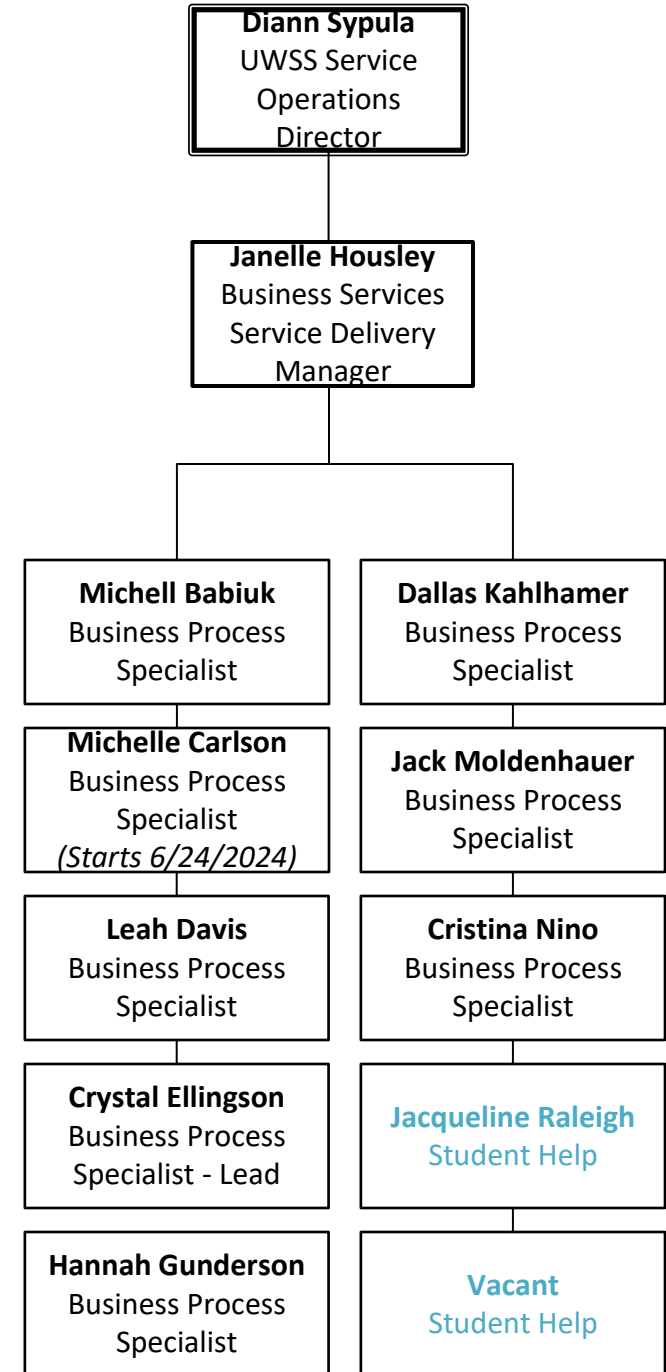 Diann Sypula
UWSS Service
Operations
Director
Janelle Housley
Business Services
Service Delivery
Manager
Michell Babiuk
Business Process
Specialist
Michelle Carlson
Business Process
Specialist
(Starts 6/24/2024)
Leah Davis
Business Process
Specialist
Crystal Ellingson
Business Process
Specialist - Lead
Hannah Gunderson
Business Process
Specialist
Dallas Kahlhamer
Business Process
Specialist
Jack Moldenhauer
Business Process
Specialist
Cristina Nino
Business Process
Specialist
Jacqueline Raleigh
Student Help
Vacant
Student Help